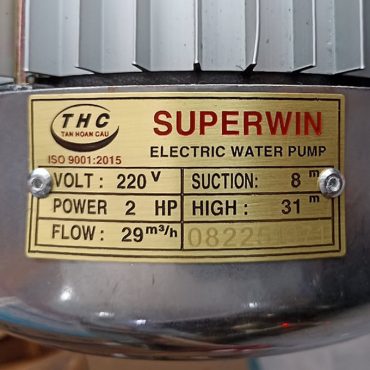 THC
TAN HOAN CAU
ISO 9001:2015
SUPERWIN
ELECTRIC WATER PUMP
VOLT : 220 V SUCTION: 8 m
POWER 2 HP HIGH : 31 m
FLOW : 29 m³/h